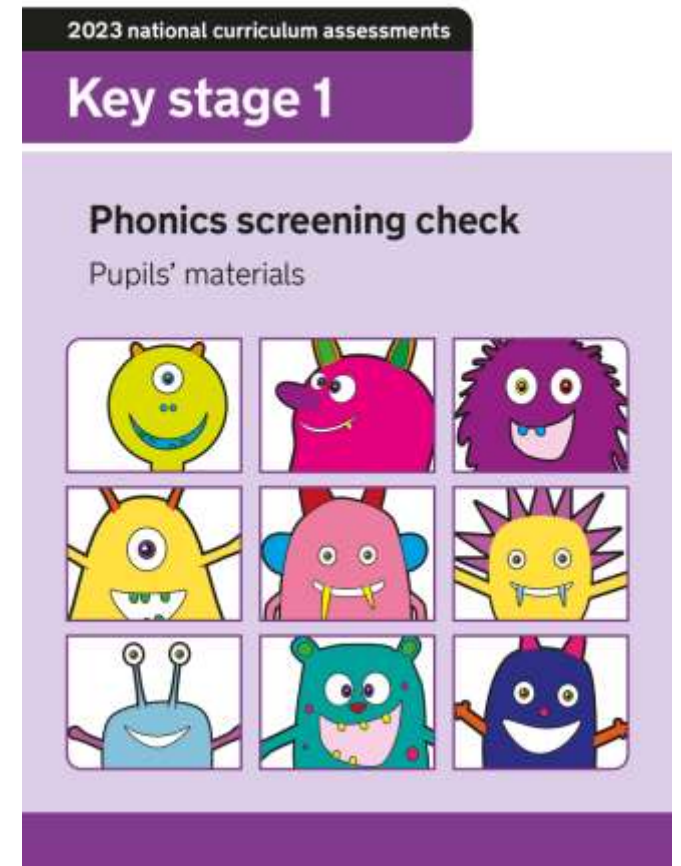 2023 national curriculum assessments
Key stage 1
Phonics screening check
Pupils’ materials